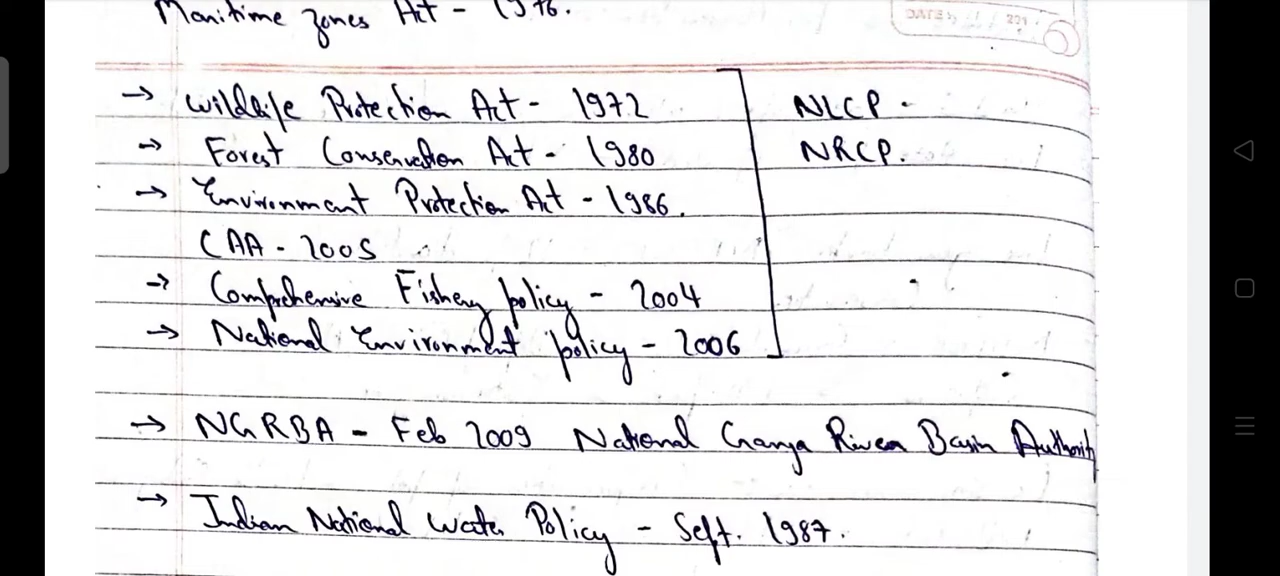 Maritime zones Act - 1976.
DATE
→ Wildlife Protection Act - 1972 NLCP -
→ Forest Conservation Act - 1980 NRCP.
→ Environment Protection Act - 1986.
CAA - 2005
→ Comprehensive Fishery policy - 2004
→ National Environment policy - 2006
→ NGRBA - Feb 2009 National Ganga River Basin Authority
→ Indian National Water Policy - Sept. 1987.